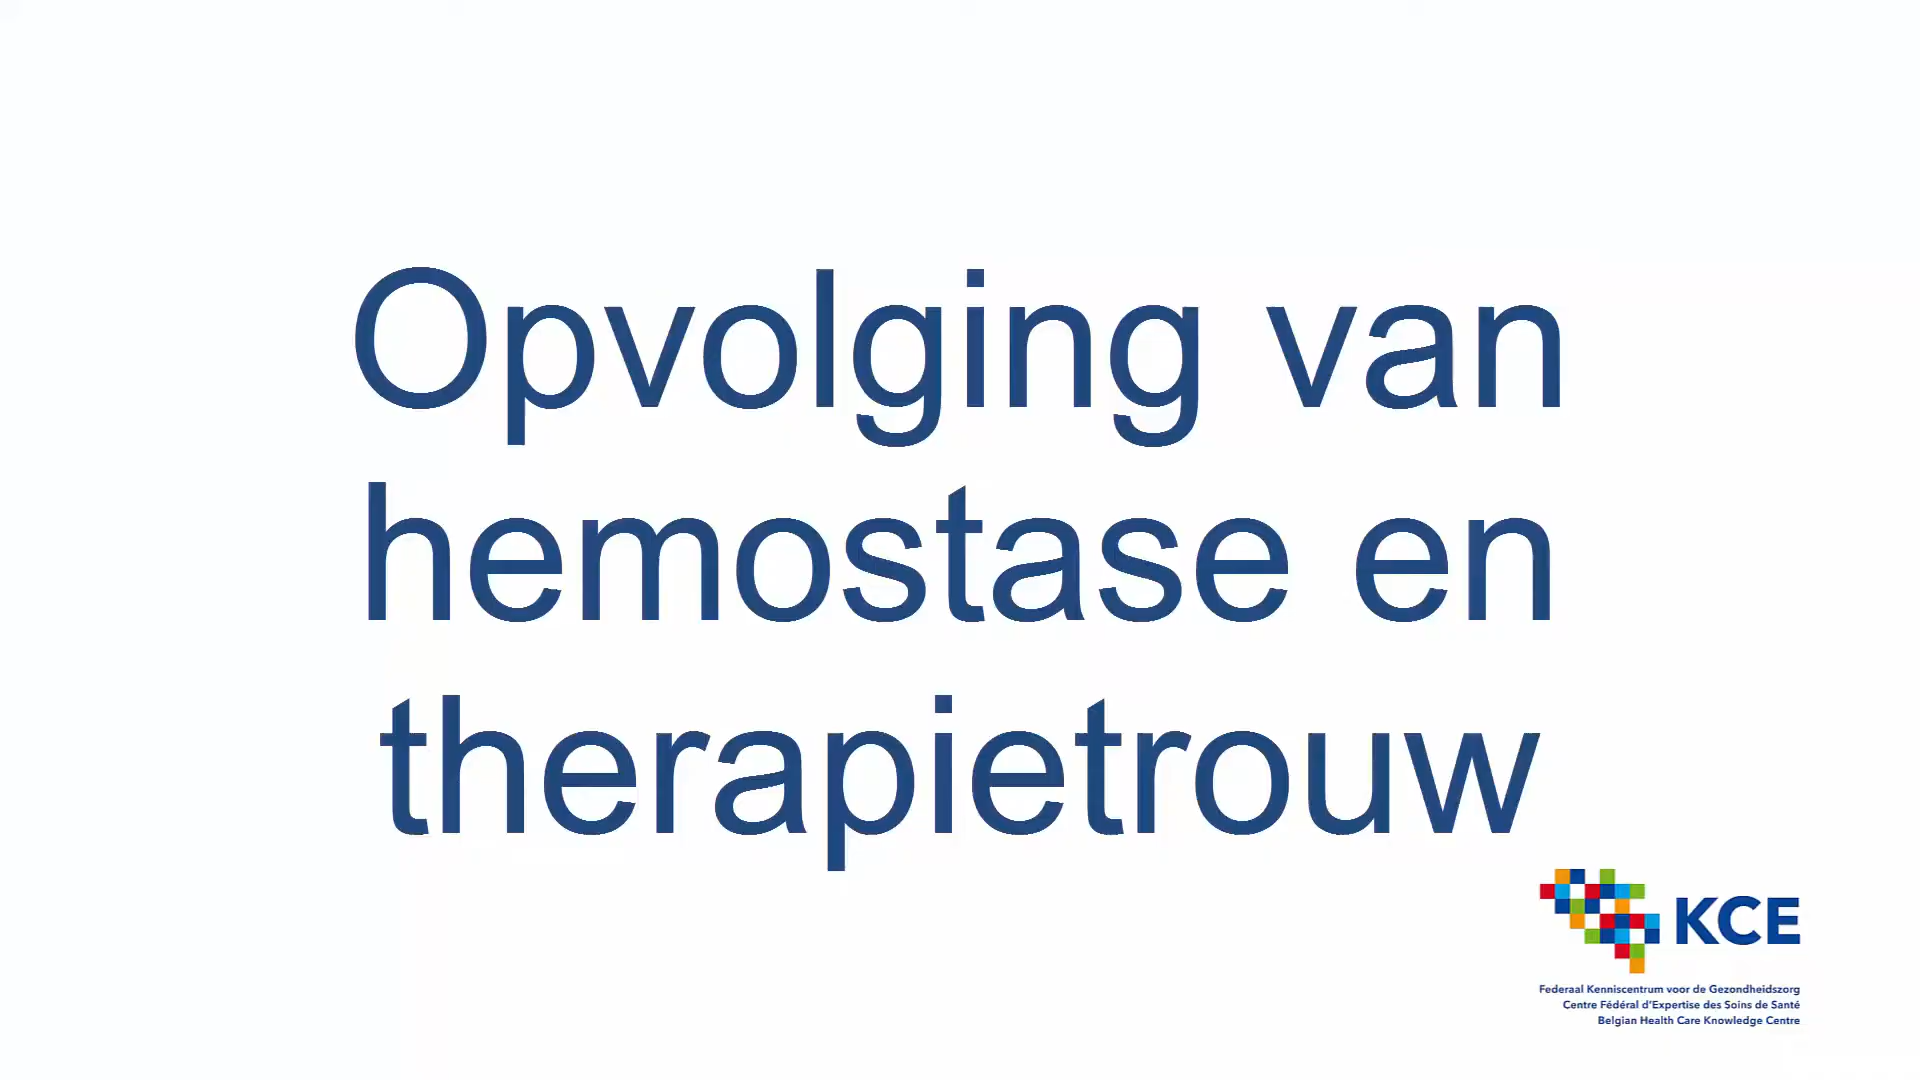 Opvolging van
hemostase en
therapietrouw
KCE
Federaal Kenniscentrum voor de Gezondheidszorg
Centre Fédéral d'Expertise des Soins de Santé
Belgian Health Care Knowledge Centre